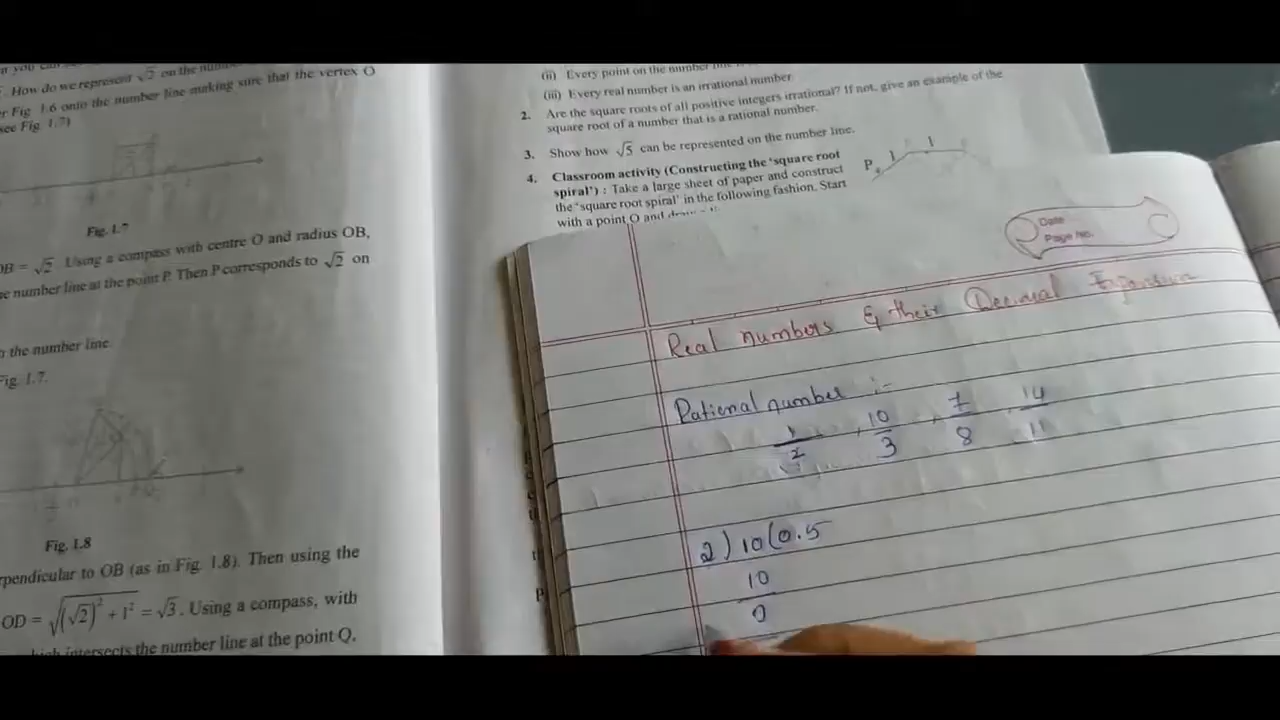 How do we represent √2 on the
Fig 1.6 onto the number line making sure that the vertex O
see Fig. 1.7)
Fig. 1.7
OB = √2. Using a compass with centre O and radius OB,
number line at the point P. Then P corresponds to √2 on
the number line.
Fig. 1.7.
Fig. 1.8
perpendicular to OB (as in Fig. 1.8). Then using the
OD = √((√2)² + 1²) = √3. Using a compass, with
which intersects the number line at the point Q,
(ii) Every point on the number line
(iii) Every real number is an irrational number.
2. Are the square roots of all positive integers irrational? If not, give an example of the
square root of a number that is a rational number.
3. Show how √5 can be represented on the number line.
4. Classroom activity (Constructing the 'square root
spiral') : Take a large sheet of paper and construct
the 'square root spiral' in the following fashion. Start
with a point O and draw
P 1 1
Date
Page No.
Real numbers & their Decimal Expansion
Rational number :-
1/2, 10/3, 7/8, 14/11
2) 10 (0.5
10
0